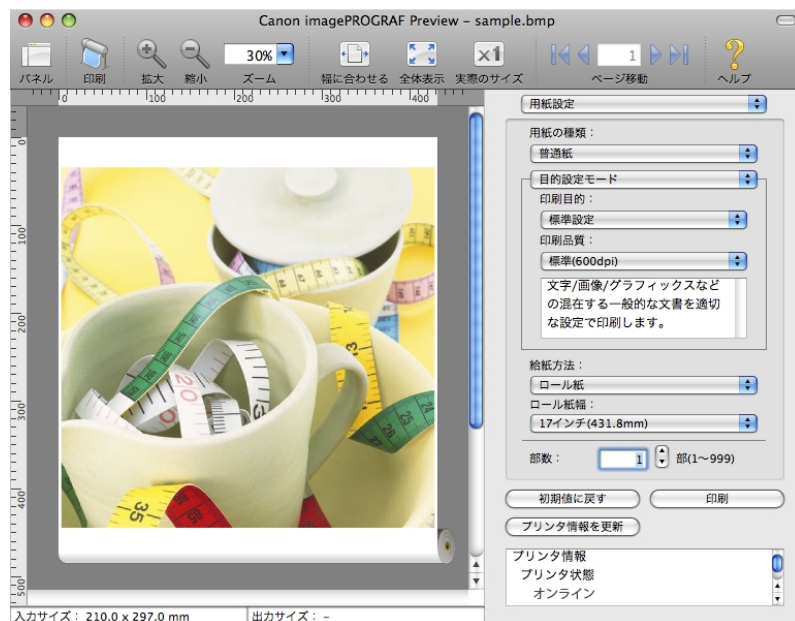 Canon imagePROGRAF Preview – sample.bmp
パネル 印刷 拡大 縮小 30% ズーム 幅に合わせる 全体表示 x1 実際のサイズ 1 ページ移動 ? ヘルプ
0 100 200 300 400
0
100
200
300
400
500
用紙設定
用紙の種類：
普通紙
目的設定モード
印刷目的：
標準設定
印刷品質：
標準(600dpi)
文字/画像/グラフィックスなど
の混在する一般的な文書を適切
な設定で印刷します。
給紙方法：
ロール紙
ロール紙幅：
17インチ(431.8mm)
部数： 1 部(1〜999)
初期値に戻す 印刷
プリンタ情報を更新
プリンタ情報
プリンタ状態
オンライン
入力サイズ： 210.0 x 297.0 mm 出力サイズ： –